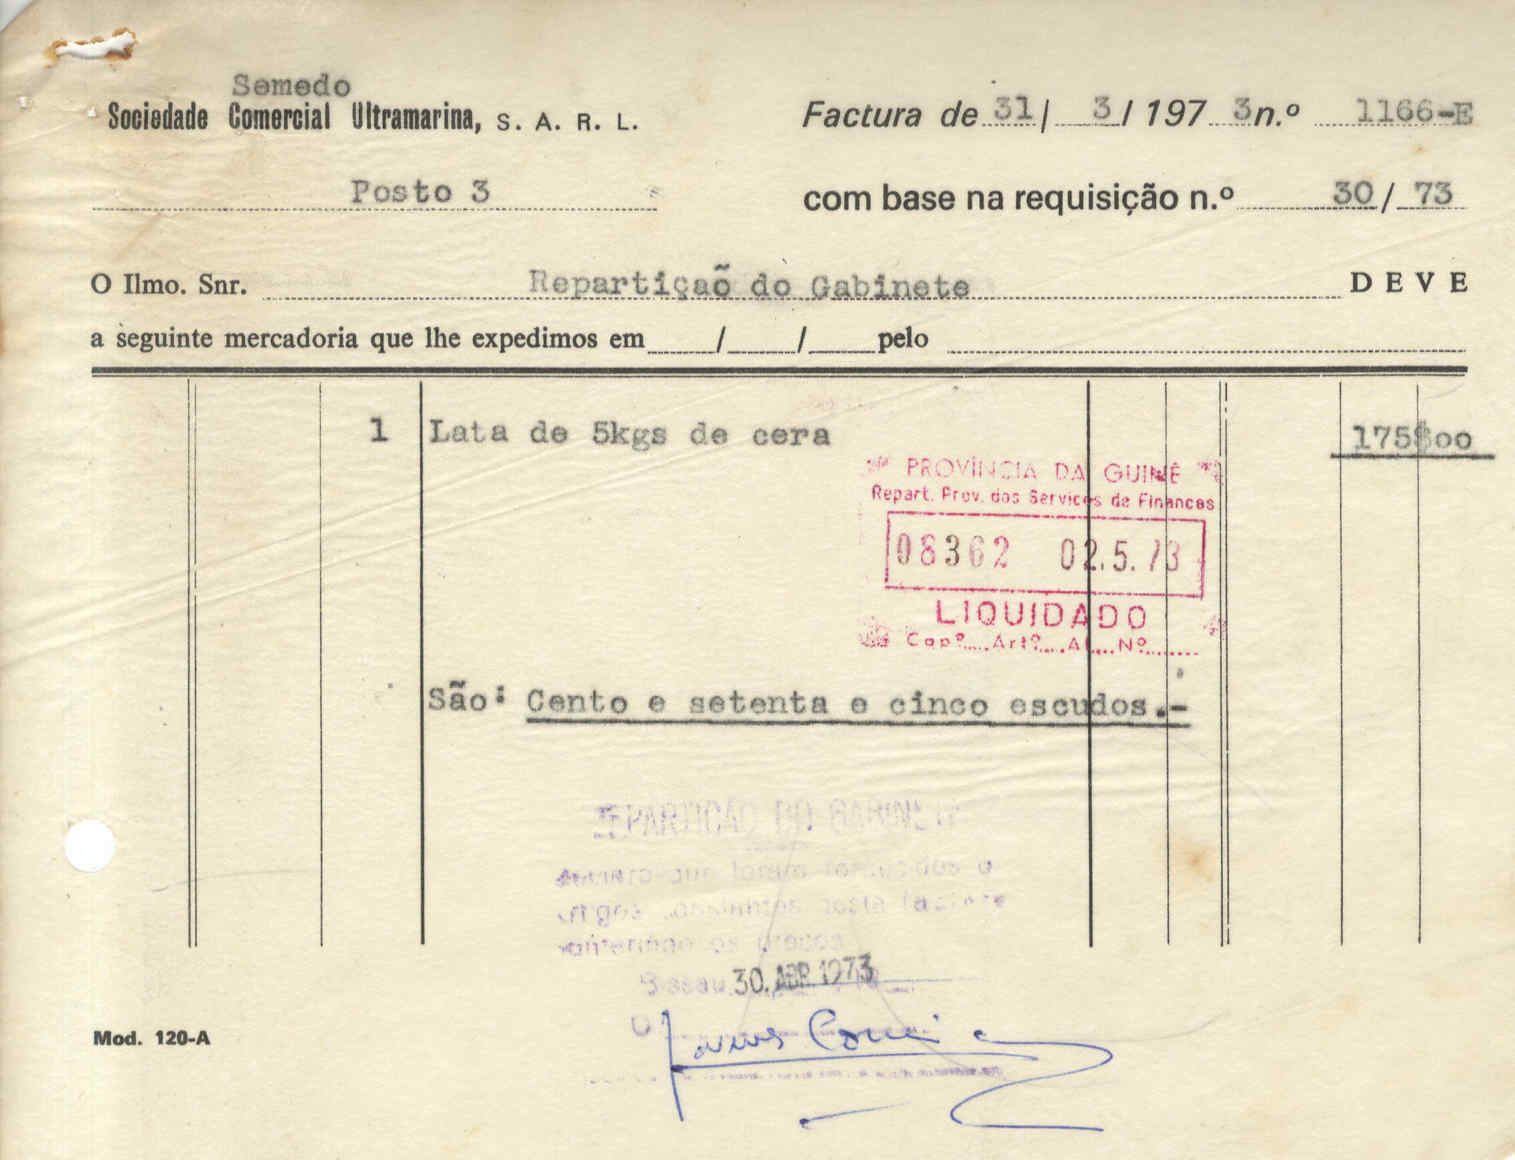 Semedo
Sociedade Comercial Ultramarina, S. A. R. L.
Factura de 31/ 3/ 1973 n.º 1166-E
Posto 3
com base na requisição n.º 30/ 73
O Ilmo. Snr. Repartiçaõ do Gabinete DEVE
a seguinte mercadoria que lhe expedimos em / / pelo
1 Lata de 5kgs de cera 175$00
PROVÍNCIA DA GUINÉ
Repart. Prov. dos Serviços de Finanças
08362 02.5.73
LIQUIDADO
Cap.º Art.º Al. N.º
São: Cento e setenta e cinco escudos.-
REPARTIÇÃO DO GABINETE
Bissau, 30. ABR. 1973
O
Mod. 120-A